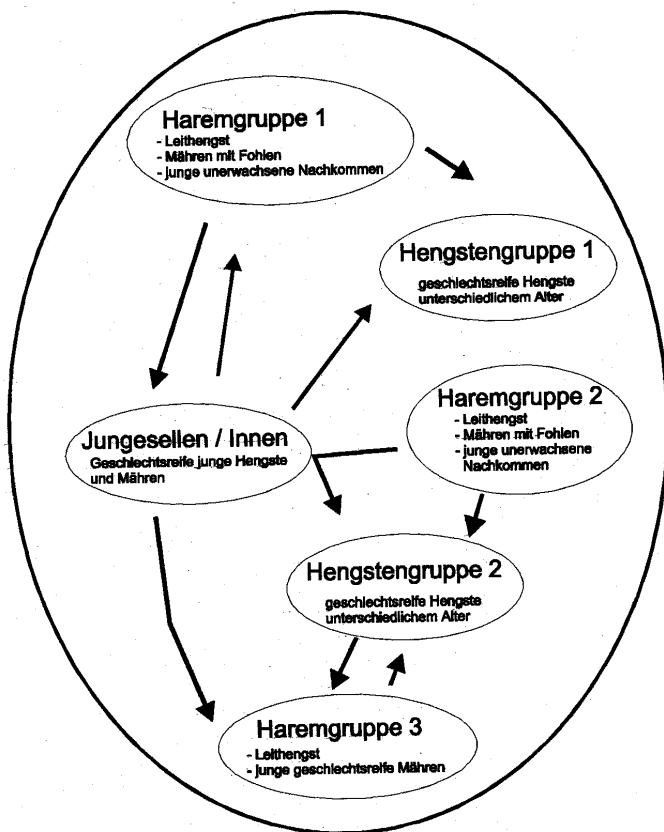 Haremgruppe 1
- Leithengst
- Mähren mit Fohlen
- junge unerwachsene Nachkommen
Hengstengruppe 1
geschlechtsreife Hengste
unterschiedlichem Alter
Haremgruppe 2
- Leithengst
- Mähren mit Fohlen
- junge unerwachsene
Nachkommen
Jungesellen / Innen
Geschlechtsreife junge Hengste
und Mähren
Hengstengruppe 2
geschlechtsreife Hengste
unterschiedlichem Alter
Haremgruppe 3
- Leithengst
- junge geschlechtsreife Mähren